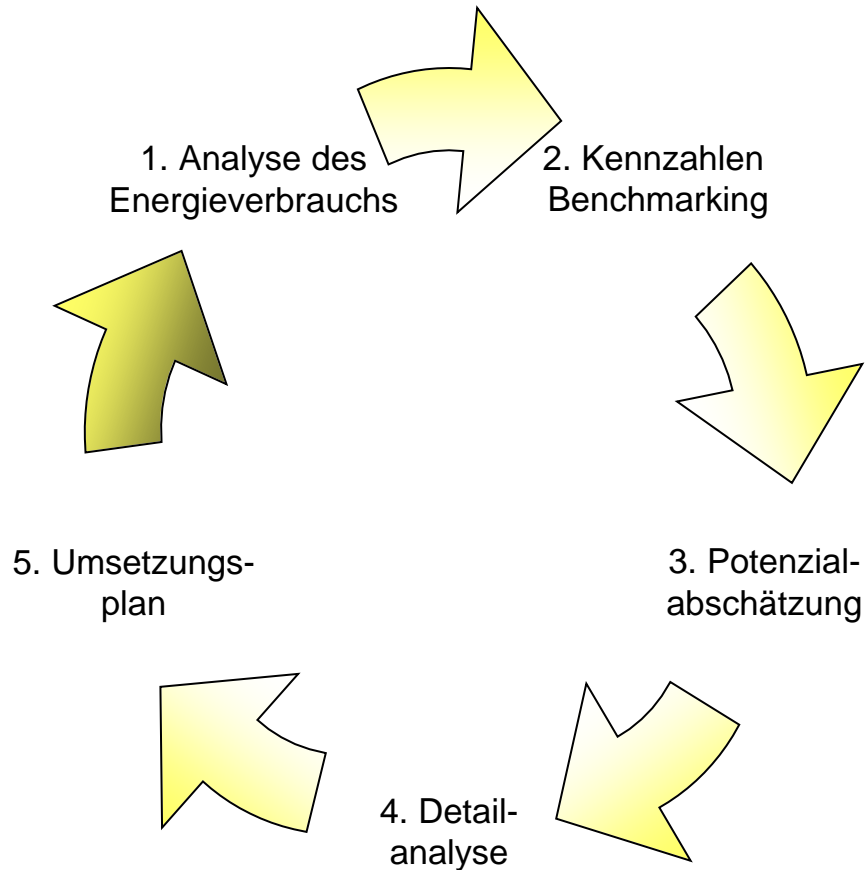 1. Analyse des
Energieverbrauchs
2. Kennzahlen
Benchmarking
3. Potenzial-
abschätzung
4. Detail-
analyse
5. Umsetzungs-
plan